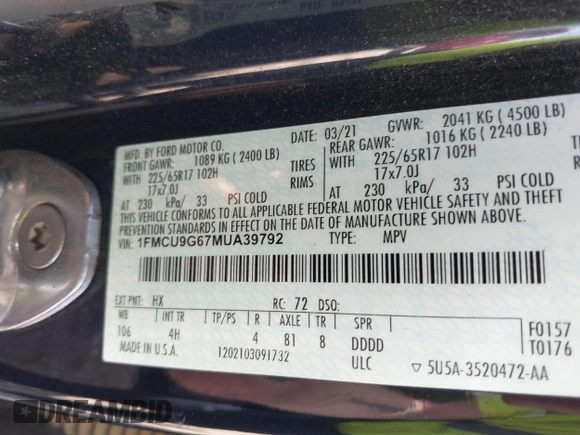 MFD. BY FORD MOTOR CO.
03/21
GVWR: 2041 KG ( 4500 LB)
FRONT GAWR: 1089 KG ( 2400 LB)
REAR GAWR: 1016 KG ( 2240 LB)
WITH 225/65R17 102H TIRES
WITH 225/65R17 102H
17x7.0J RIMS
17x7.0J
AT 230 kPa/ 33 PSI COLD
AT 230 kPa/ 33 PSI COLD
THIS VEHICLE CONFORMS TO ALL APPLICABLE FEDERAL MOTOR VEHICLE SAFETY AND THEFT
PREVENTION STANDARDS IN EFFECT ON THE DATE OF MANUFACTURE SHOWN ABOVE.
VIN: 1FMCU9G67MUA39792
TYPE: MPV
EXT PNT: HX RC: 72 DSO:
WB INT TR TP/PS AXLE TR SPR
106 4H 4 81 8 DDDD
F0157
T0176
MADE IN U.S.A. 1202103091732 ULC
5U5A-3520472-AA
DREAMBID